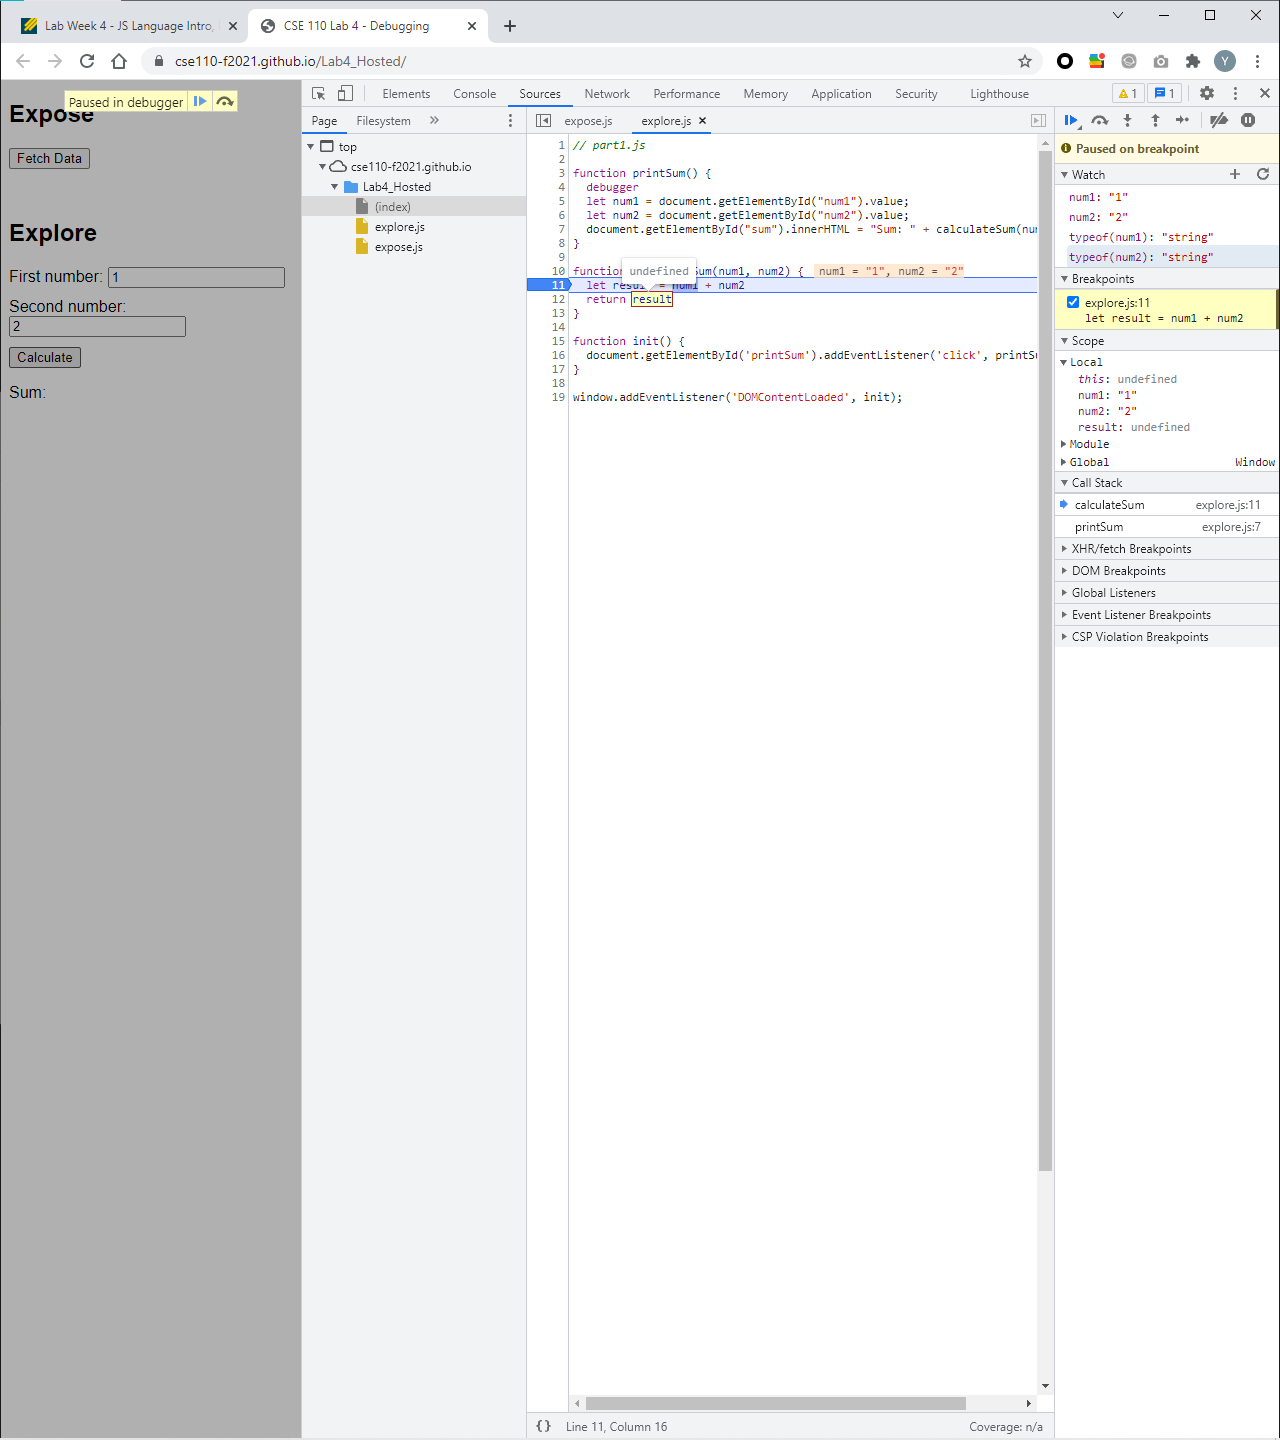 Lab Week 4 - JS Language Intro,
CSE 110 Lab 4 - Debugging
cse110-f2021.github.io/Lab4_Hosted/
Y
Paused in debugger
Expose
Fetch Data
Explore
First number: 1
Second number:
2
Calculate
Sum:
Elements Console Sources Network Performance Memory Application Security Lighthouse 1 1
Page Filesystem »
top
cse110-f2021.github.io
Lab4_Hosted
(index)
explore.js
expose.js
expose.js explore.js
1 // part1.js
2
3 function printSum() {
4 debugger
5 let num1 = document.getElementById("num1").value;
6 let num2 = document.getElementById("num2").value;
7 document.getElementById("sum").innerHTML = "Sum: " + calculateSum(nu
8 }
9
10 function Sum(num1, num2) { num1 = "1", num2 = "2"
undefined
11 let result = num1 + num2
12 return result
13 }
14
15 function init() {
16 document.getElementById('printSum').addEventListener('click', printS
17 }
18
19 window.addEventListener('DOMContentLoaded', init);
{} Line 11, Column 16 Coverage: n/a
Paused on breakpoint
Watch
num1: "1"
num2: "2"
typeof(num1): "string"
typeof(num2): "string"
Breakpoints
explore.js:11
let result = num1 + num2
Scope
Local
this: undefined
num1: "1"
num2: "2"
result: undefined
Module
Global Window
Call Stack
calculateSum explore.js:11
printSum explore.js:7
XHR/fetch Breakpoints
DOM Breakpoints
Global Listeners
Event Listener Breakpoints
CSP Violation Breakpoints